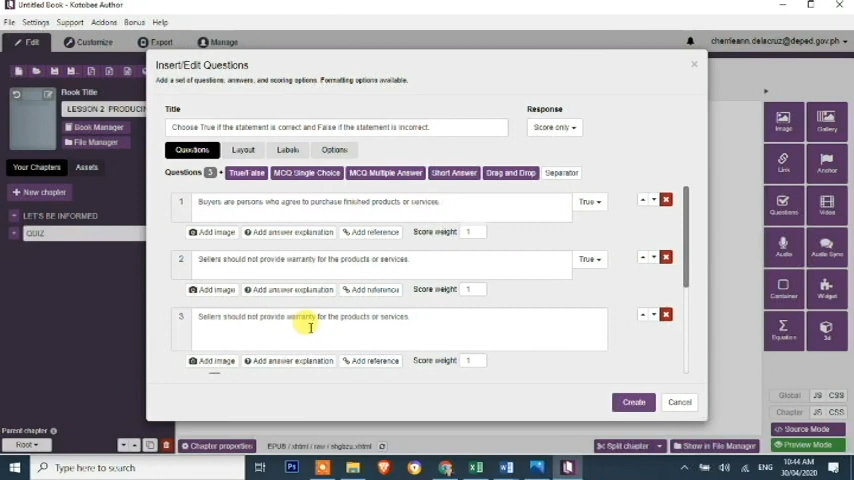 Untitled Book - Kotobee Author
File Settings Support Addons Bonus Help
Edit Customize Export Manage cherrieann.delacruz@deped.gov.ph
Book Title
LESSON 2 PRODUCIN
Book Manager
File Manager
Your Chapters Assets
+ New chapter
LET'S BE INFORMED
QUIZ
Parent chapter
Root
Insert/Edit Questions
Add a set of questions, answers, and scoring options. Formatting options available.
Title Response
Choose True if the statement is correct and False if the statement is incorrect. Score only
Questions Layout Labels Options
Questions 3 + True/False MCQ Single Choice MCQ Multiple Answer Short Answer Drag and Drop Separator
1 Buyers are persons who agree to purchase finished products or services. True
Add image Add answer explanation Add reference Score weight 1
2 Sellers should not provide warranty for the products or services. True
Add image Add answer explanation Add reference Score weight 1
3 Sellers should not provide warranty for the products or services.
Add image Add answer explanation Add reference Score weight 1
Create Cancel
Image Gallery
Link Anchor
Questions Video
Audio Audio Sync
Container Widget
Equation 3d
Global JS CSS
Chapter JS CSS
Source Mode
Preview Mode
Chapter properties Split chapter Show in File Manager
Type here to search
Ps
ENG
10:44 AM
30/04/2020